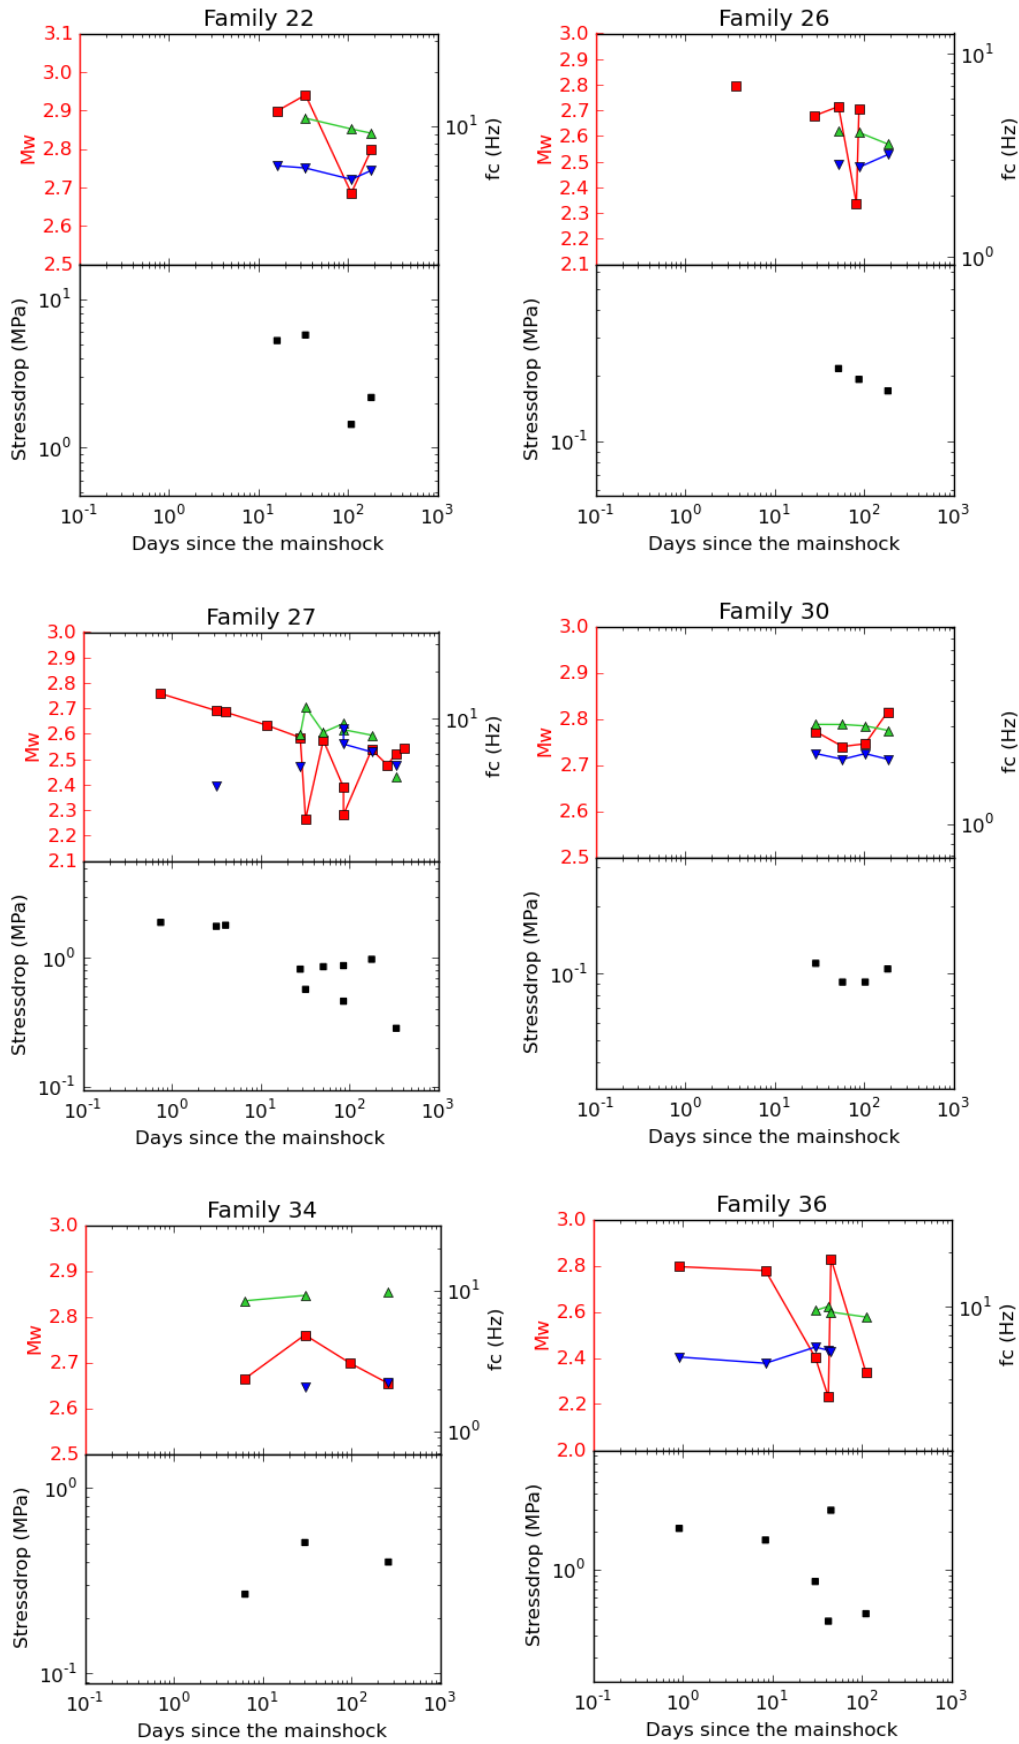 Family 22
3.1
3.0
2.9
2.8
2.7
2.6
2.5
Mw
10^1
fc (Hz)
10^1
10^0
Stressdrop (MPa)
10^-1 10^0 10^1 10^2 10^3
Days since the mainshock
Family 26
3.0
2.9
2.8
2.7
2.6
2.5
2.4
2.3
2.2
2.1
Mw
10^1
10^0
fc (Hz)
10^-1
Stressdrop (MPa)
10^-1 10^0 10^1 10^2 10^3
Days since the mainshock
Family 27
3.0
2.9
2.8
2.7
2.6
2.5
2.4
2.3
2.2
2.1
Mw
10^1
fc (Hz)
10^0
10^-1
Stressdrop (MPa)
10^-1 10^0 10^1 10^2 10^3
Days since the mainshock
Family 30
3.0
2.9
2.8
2.7
2.6
2.5
Mw
10^0
fc (Hz)
10^-1
Stressdrop (MPa)
10^-1 10^0 10^1 10^2 10^3
Days since the mainshock
Family 34
3.0
2.9
2.8
2.7
2.6
2.5
Mw
10^1
10^0
fc (Hz)
10^0
10^-1
Stressdrop (MPa)
10^-1 10^0 10^1 10^2 10^3
Days since the mainshock
Family 36
3.0
2.8
2.6
2.4
2.2
2.0
Mw
10^1
fc (Hz)
10^0
Stressdrop (MPa)
10^-1 10^0 10^1 10^2 10^3
Days since the mainshock